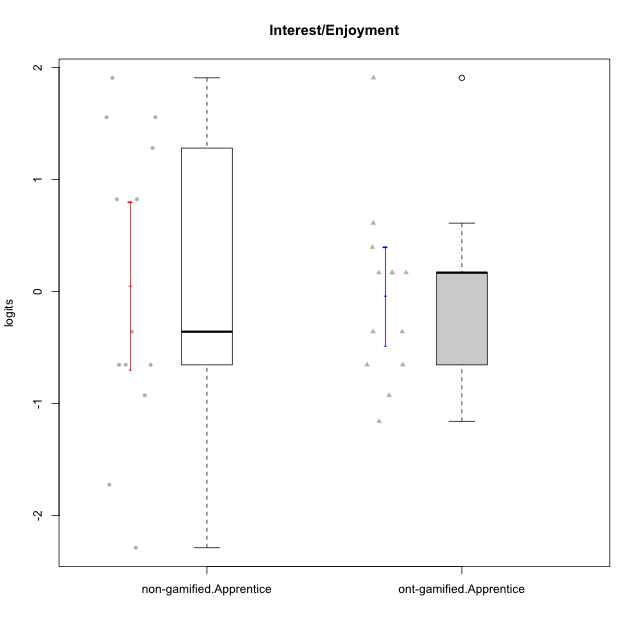 Interest/Enjoyment
logits
2
1
0
-1
-2
non-gamified.Apprentice
ont-gamified.Apprentice